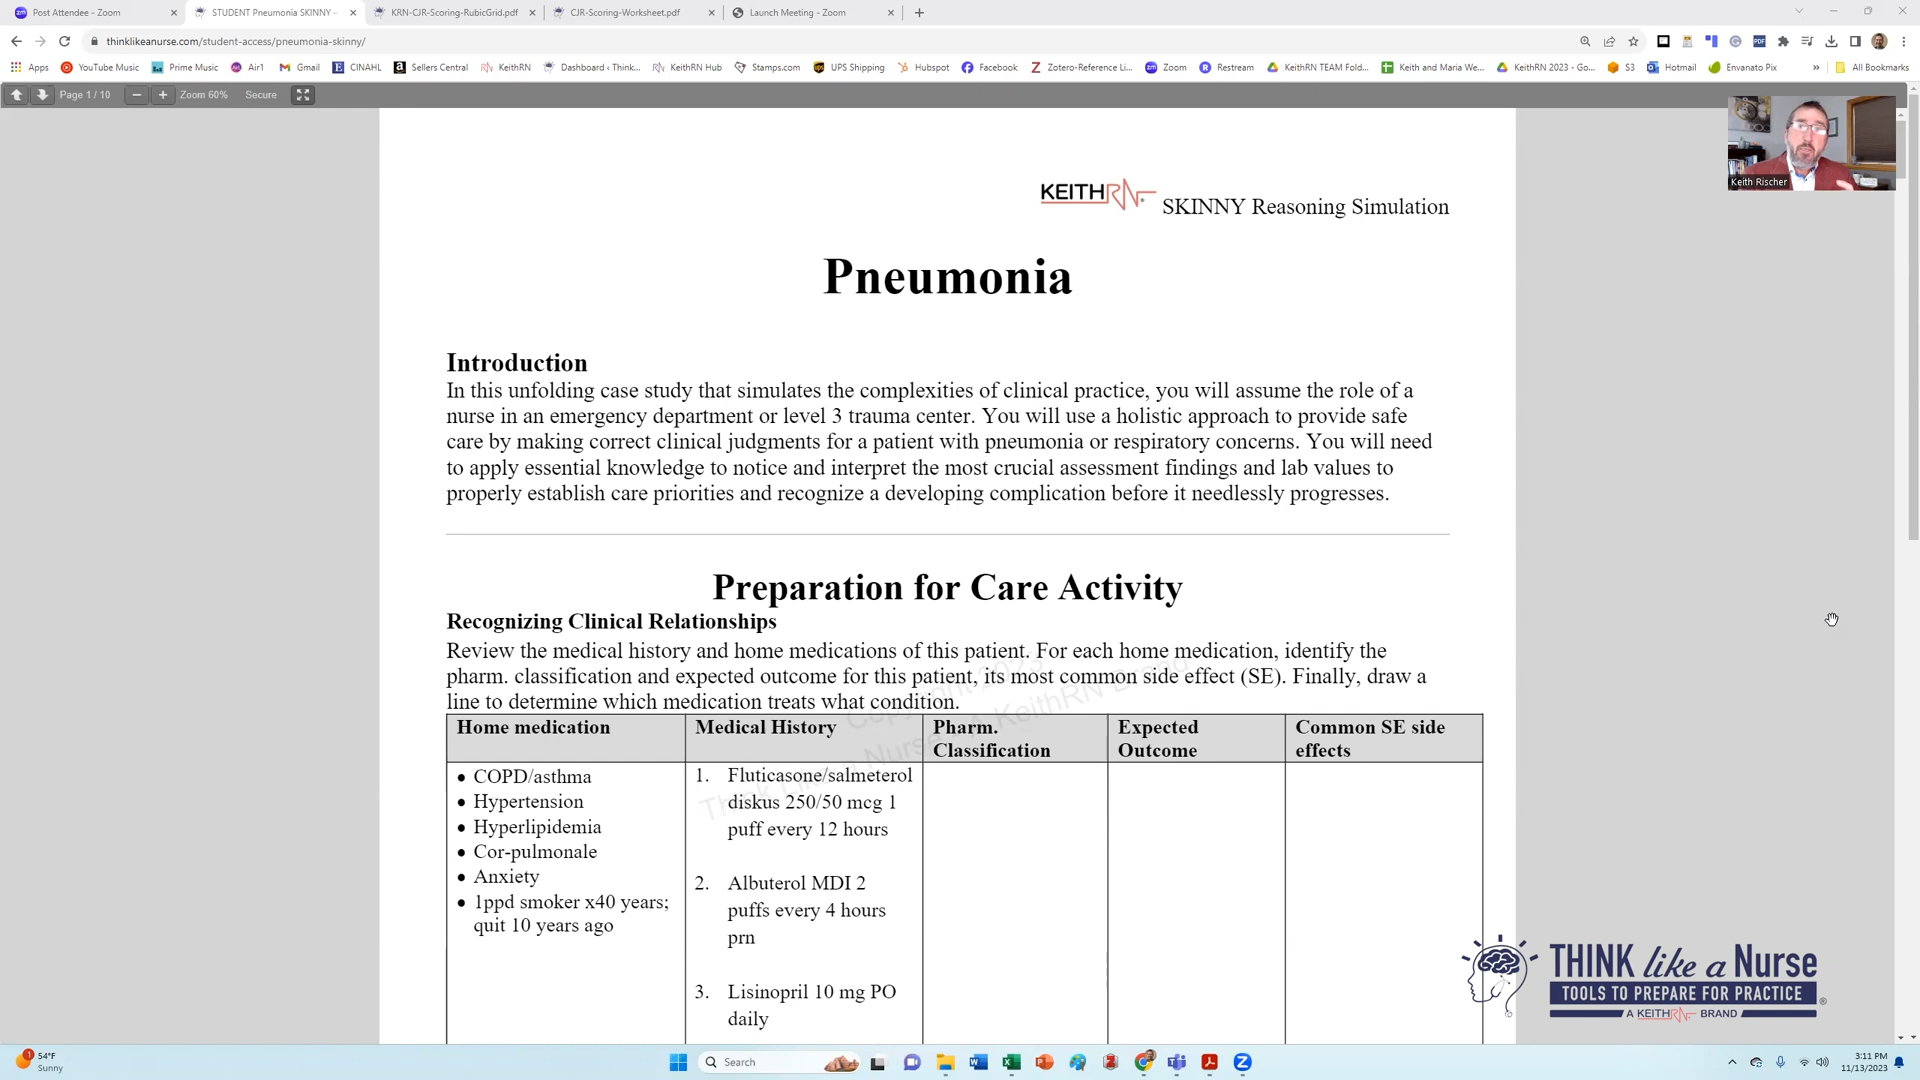 Post Attendee - Zoom
STUDENT Pneumonia SKINNY –
KRN-CJR-Scoring-RubicGrid.pdf
CJR-Scoring-Worksheet.pdf
Launch Meeting - Zoom
thinklikeanurse.com/student-access/pneumonia-skinny/
Apps YouTube Music Prime Music Air1 Gmail CINAHL Sellers Central KeithRN Dashboard ‹ Think... KeithRN Hub Stamps.com UPS Shipping Hubspot Facebook Zotero-Reference Li... Zoom Restream KeithRN TEAM Fold... Keith and Maria We... KeithRN 2023 - Go... S3 Hotmail Envanato Pix » All Bookmarks
Page 1 / 10 Zoom 60% Secure
Keith Rischer
KEITHRN SKINNY Reasoning Simulation
Pneumonia
Introduction
In this unfolding case study that simulates the complexities of clinical practice, you will assume the role of a
nurse in an emergency department or level 3 trauma center. You will use a holistic approach to provide safe
care by making correct clinical judgments for a patient with pneumonia or respiratory concerns. You will need
to apply essential knowledge to notice and interpret the most crucial assessment findings and lab values to
properly establish care priorities and recognize a developing complication before it needlessly progresses.
Preparation for Care Activity
Recognizing Clinical Relationships
Review the medical history and home medications of this patient. For each home medication, identify the
pharm. classification and expected outcome for this patient, its most common side effect (SE). Finally, draw a
line to determine which medication treats what condition.
Copyright 2023
Think Like a Nurse - A KeithRN Brand
Home medication
Medical History
Pharm.
Classification
Expected
Outcome
Common SE side
effects
• COPD/asthma
• Hypertension
• Hyperlipidemia
• Cor-pulmonale
• Anxiety
• 1ppd smoker x40 years;
quit 10 years ago
1. Fluticasone/salmeterol
diskus 250/50 mcg 1
puff every 12 hours
2. Albuterol MDI 2
puffs every 4 hours
prn
3. Lisinopril 10 mg PO
daily
THINK like a Nurse
TOOLS TO PREPARE FOR PRACTICE®
A KEITHRN BRAND
1
54°F
Sunny
Search
3:11 PM
11/13/2023